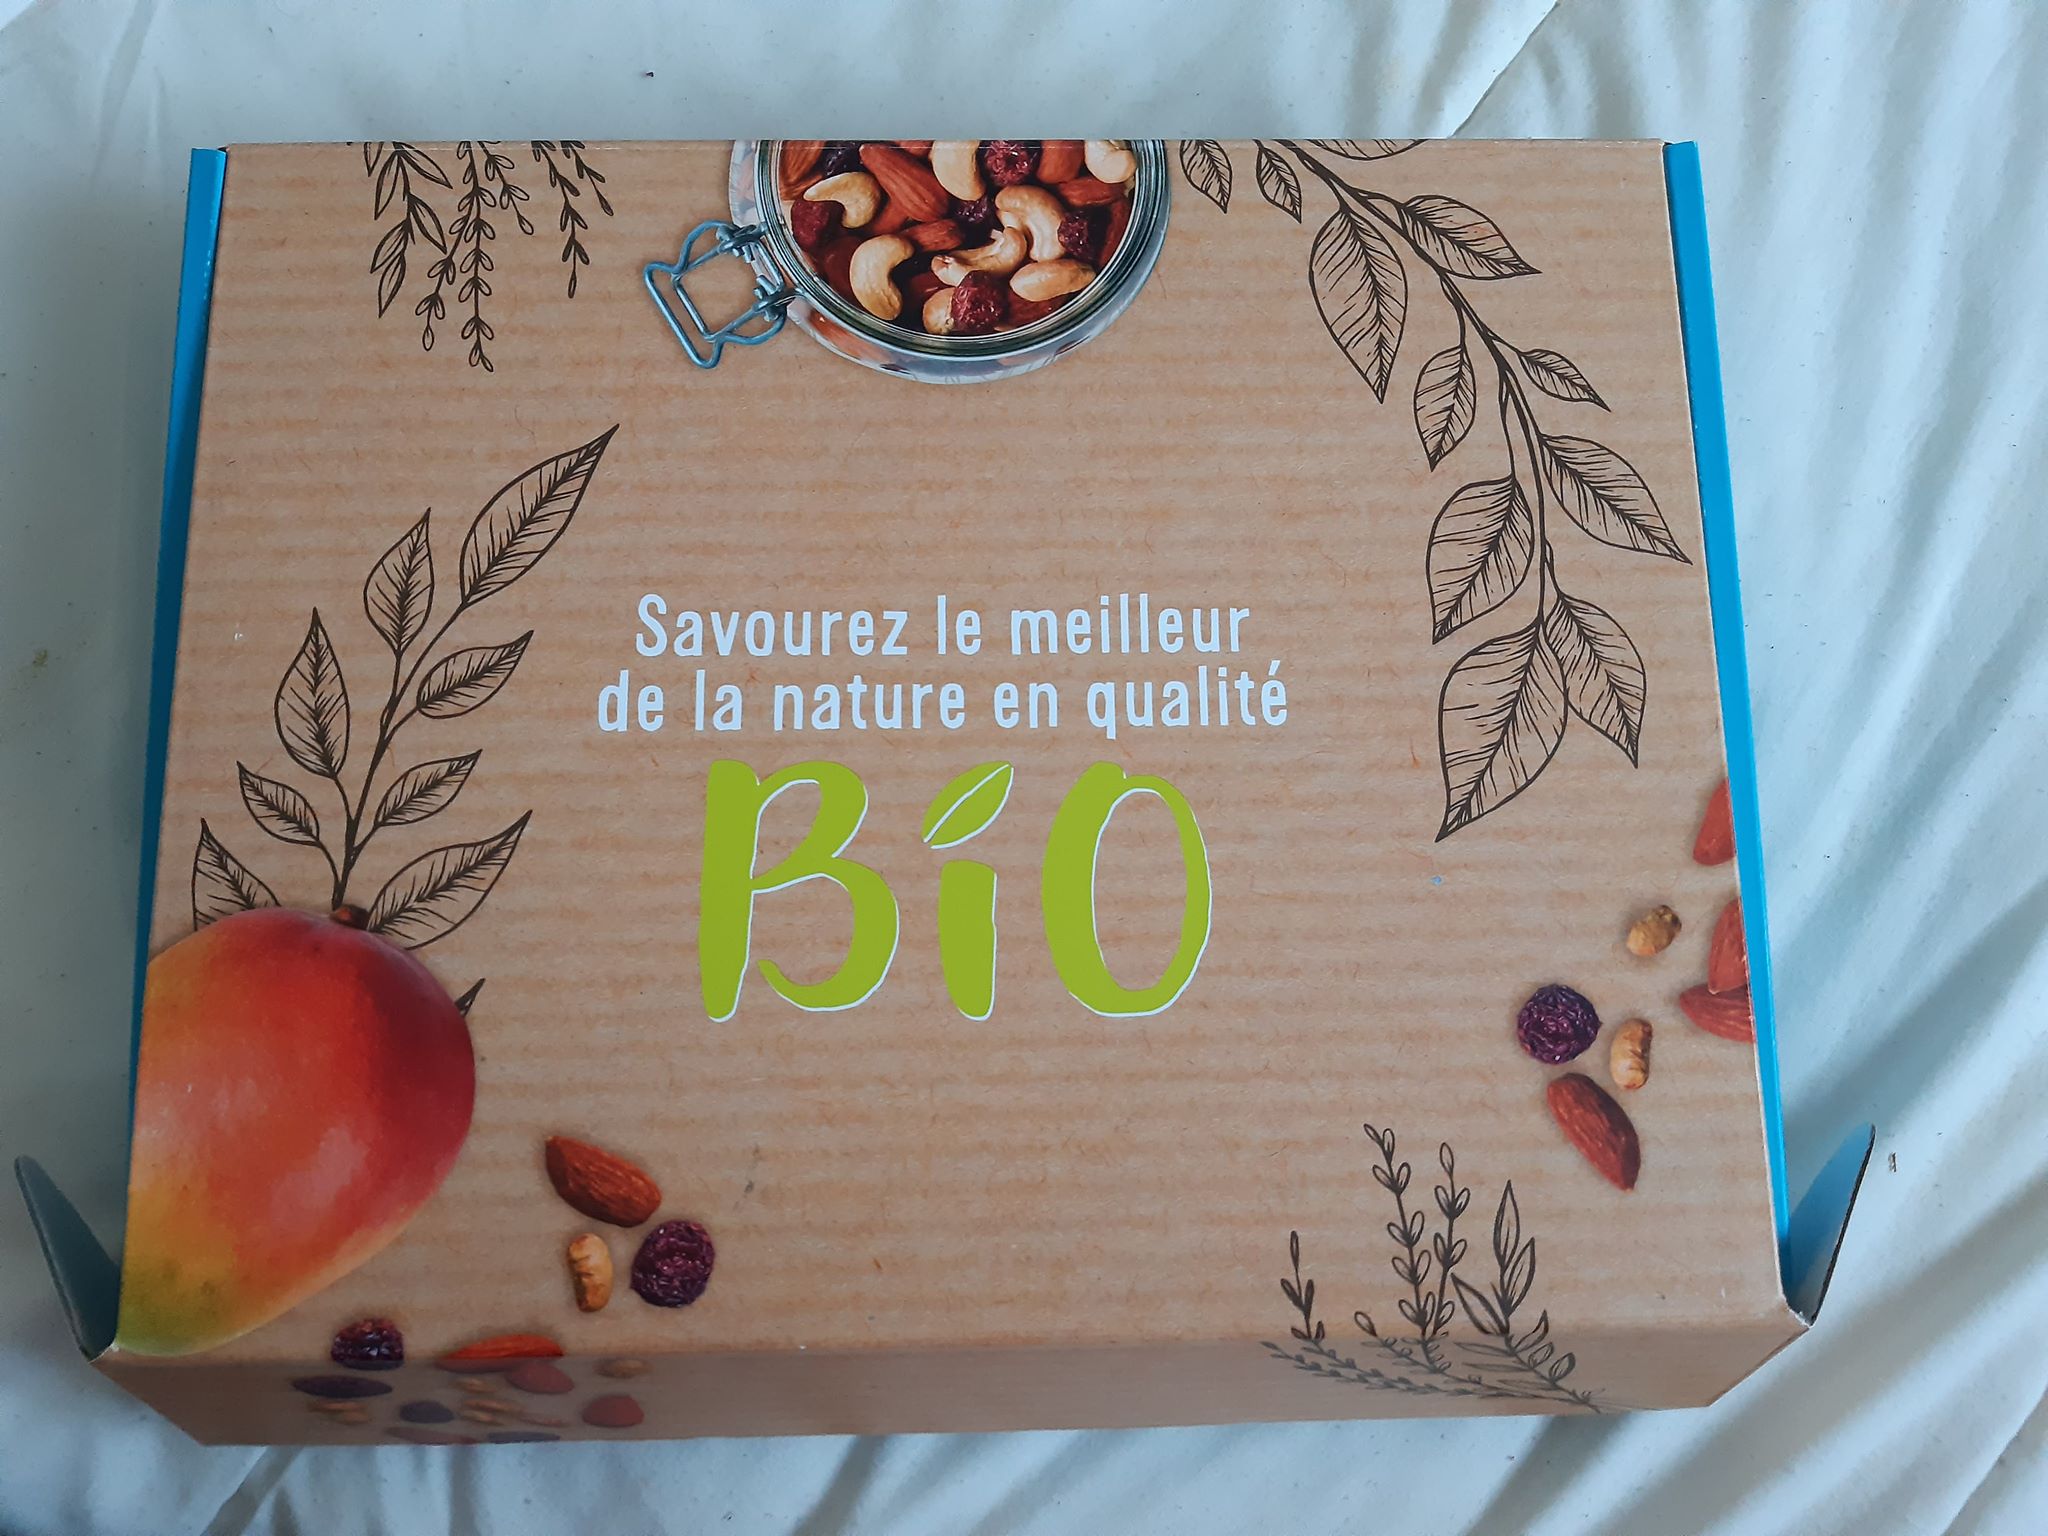 Savourez le meilleur
de la nature en qualité
BiO